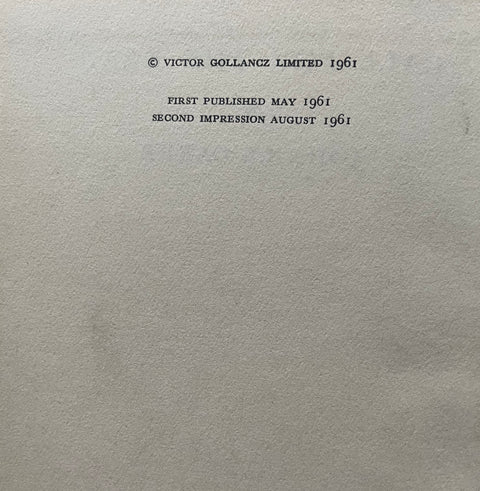 © VICTOR GOLLANCZ LIMITED 1961
FIRST PUBLISHED MAY 1961
SECOND IMPRESSION AUGUST 1961